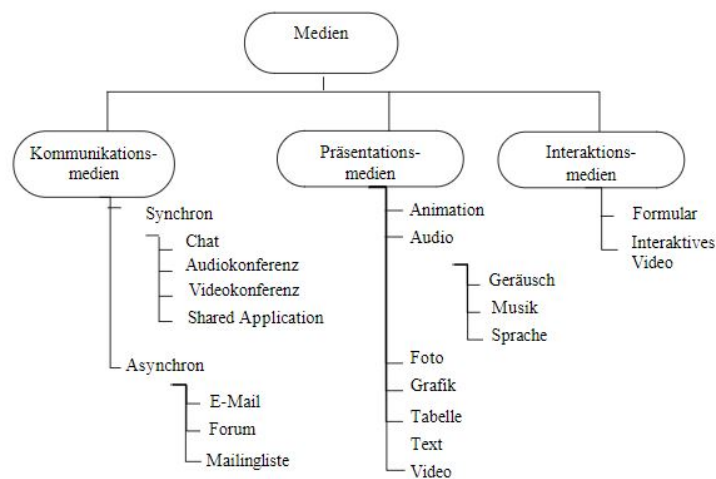 Medien
Kommunikations-
medien
Synchron
Chat
Audiokonferenz
Videokonferenz
Shared Application
Asynchron
E-Mail
Forum
Mailingliste
Präsentations-
medien
Animation
Audio
Geräusch
Musik
Sprache
Foto
Grafik
Tabelle
Text
Video
Interaktions-
medien
Formular
Interaktives
Video